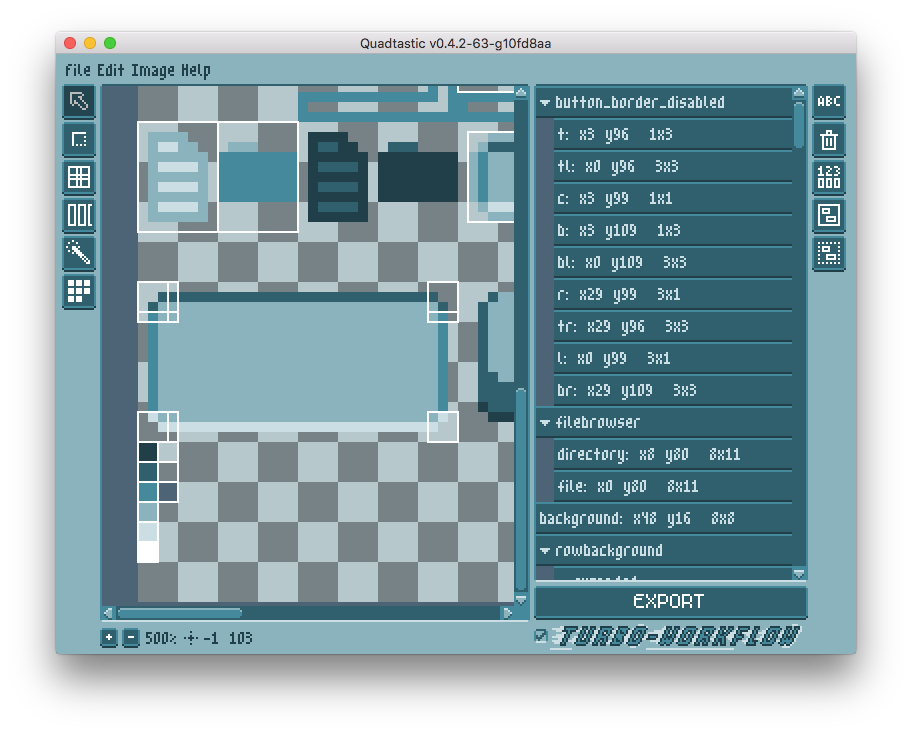 Quadtastic v0.4.2-63-g10fd8aa
File Edit Image Help
button_border_disabled
t: x3 y96 1x3
tl: x0 y96 3x3
c: x3 y99 1x1
b: x3 y109 1x3
bl: x0 y109 3x3
r: x29 y99 3x1
tr: x29 y96 3x3
l: x0 y99 3x1
br: x29 y109 3x3
filebrowser
directory: x8 y80 8x11
file: x0 y80 8x11
background: x48 y16 8x8
rowbackground
ABC
123
EXPORT
500% -1 103
TURBO-WORKFLOW